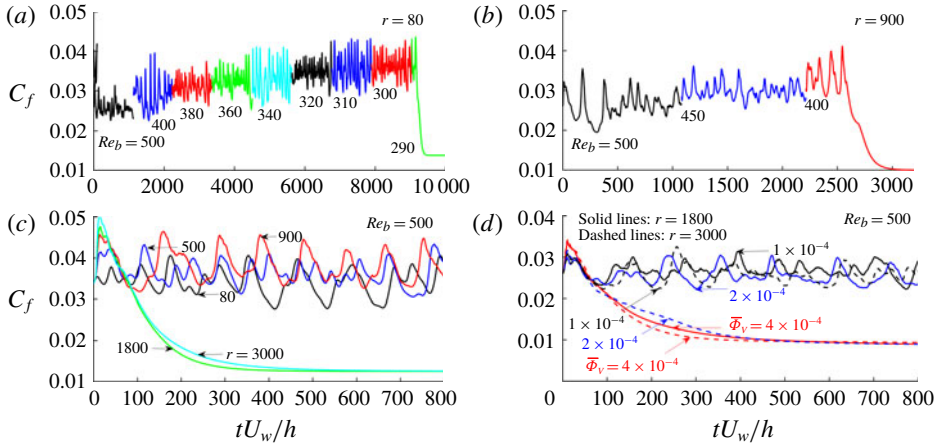 (a)
r = 80
0.05
0.04
0.03
0.02
0.01
C_f
Re_b = 500
400
380
360
340
320
310
300
290
0
2000
4000
6000
8000
10 000
(b)
r = 900
0.05
0.04
0.03
0.02
0.01
Re_b = 500
450
400
0
500
1000
1500
2000
2500
3000
(c)
Re_b = 500
0.05
0.04
0.03
0.02
0.01
C_f
500
900
80
1800
r = 3000
0
100
200
300
400
500
600
700
800
tU_w/h
(d)
Solid lines: r = 1800
Dashed lines: r = 3000
Re_b = 500
0.04
0.03
0.02
0.01
0
1 × 10⁻⁴
2 × 10⁻⁴
1 × 10⁻⁴
2 × 10⁻⁴
Φ̅_V = 4 × 10⁻⁴
Φ̅_V = 4 × 10⁻⁴
0
100
200
300
400
500
600
700
800
tU_w/h